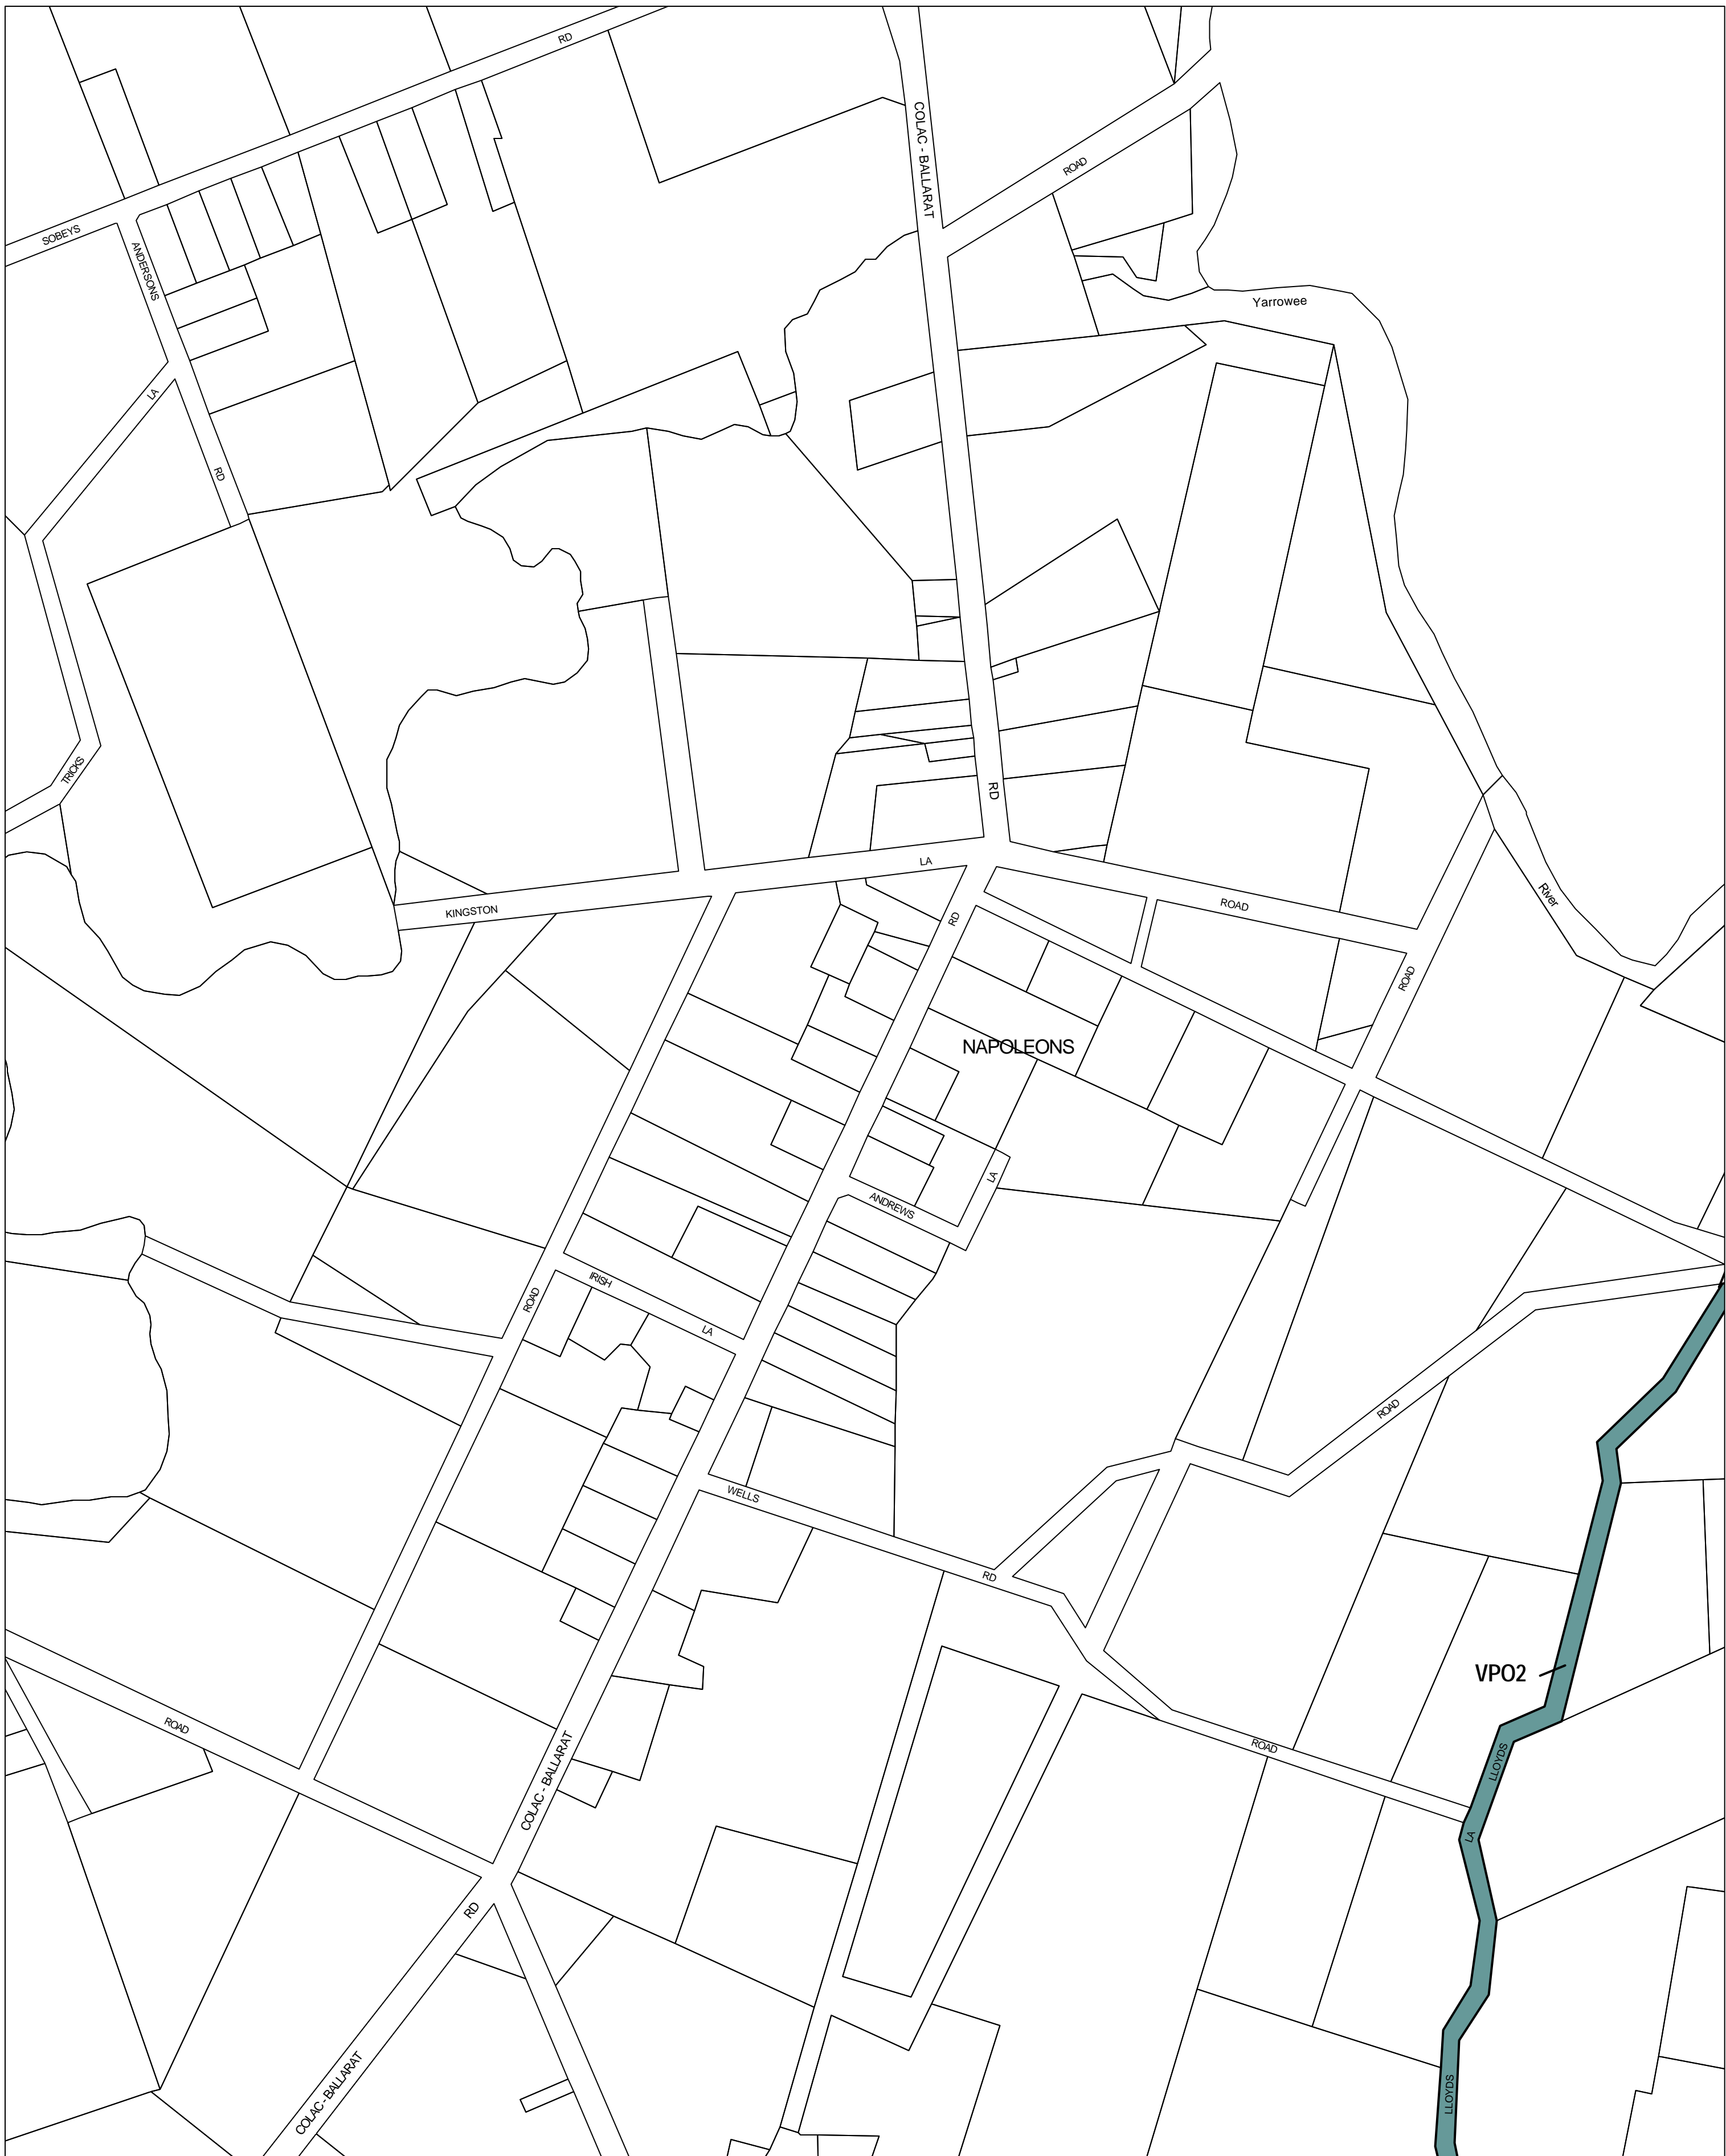 RD
COLAC - BALLARAT
ROAD
SOBEYS
ANDERSONS
Yarrowee
LA
RD
TRICKS
RD
LA
KINGSTON
ROAD
River
RD
ROAD
NAPOLEONS
LA
ANDREWS
IRISH
ROAD
LA
ROAD
WELLS
RD
VPO2
ROAD
ROAD
LLOYDS
COLAC - BALLARAT
LA
RD
COLAC - BALLARAT
LLOYDS